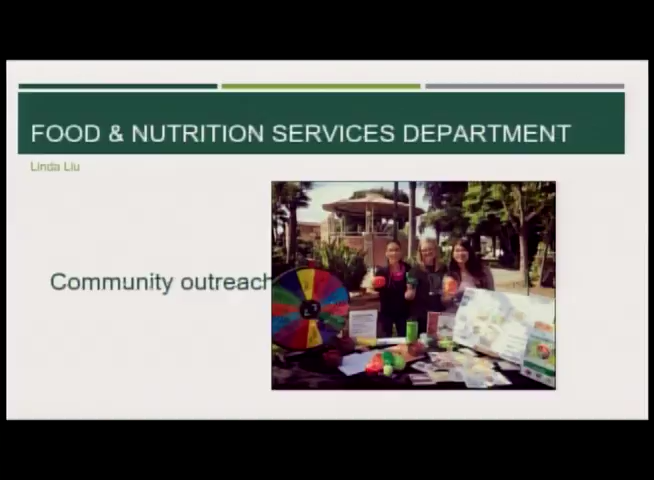 FOOD & NUTRITION SERVICES DEPARTMENT
Linda Liu
Community outreach